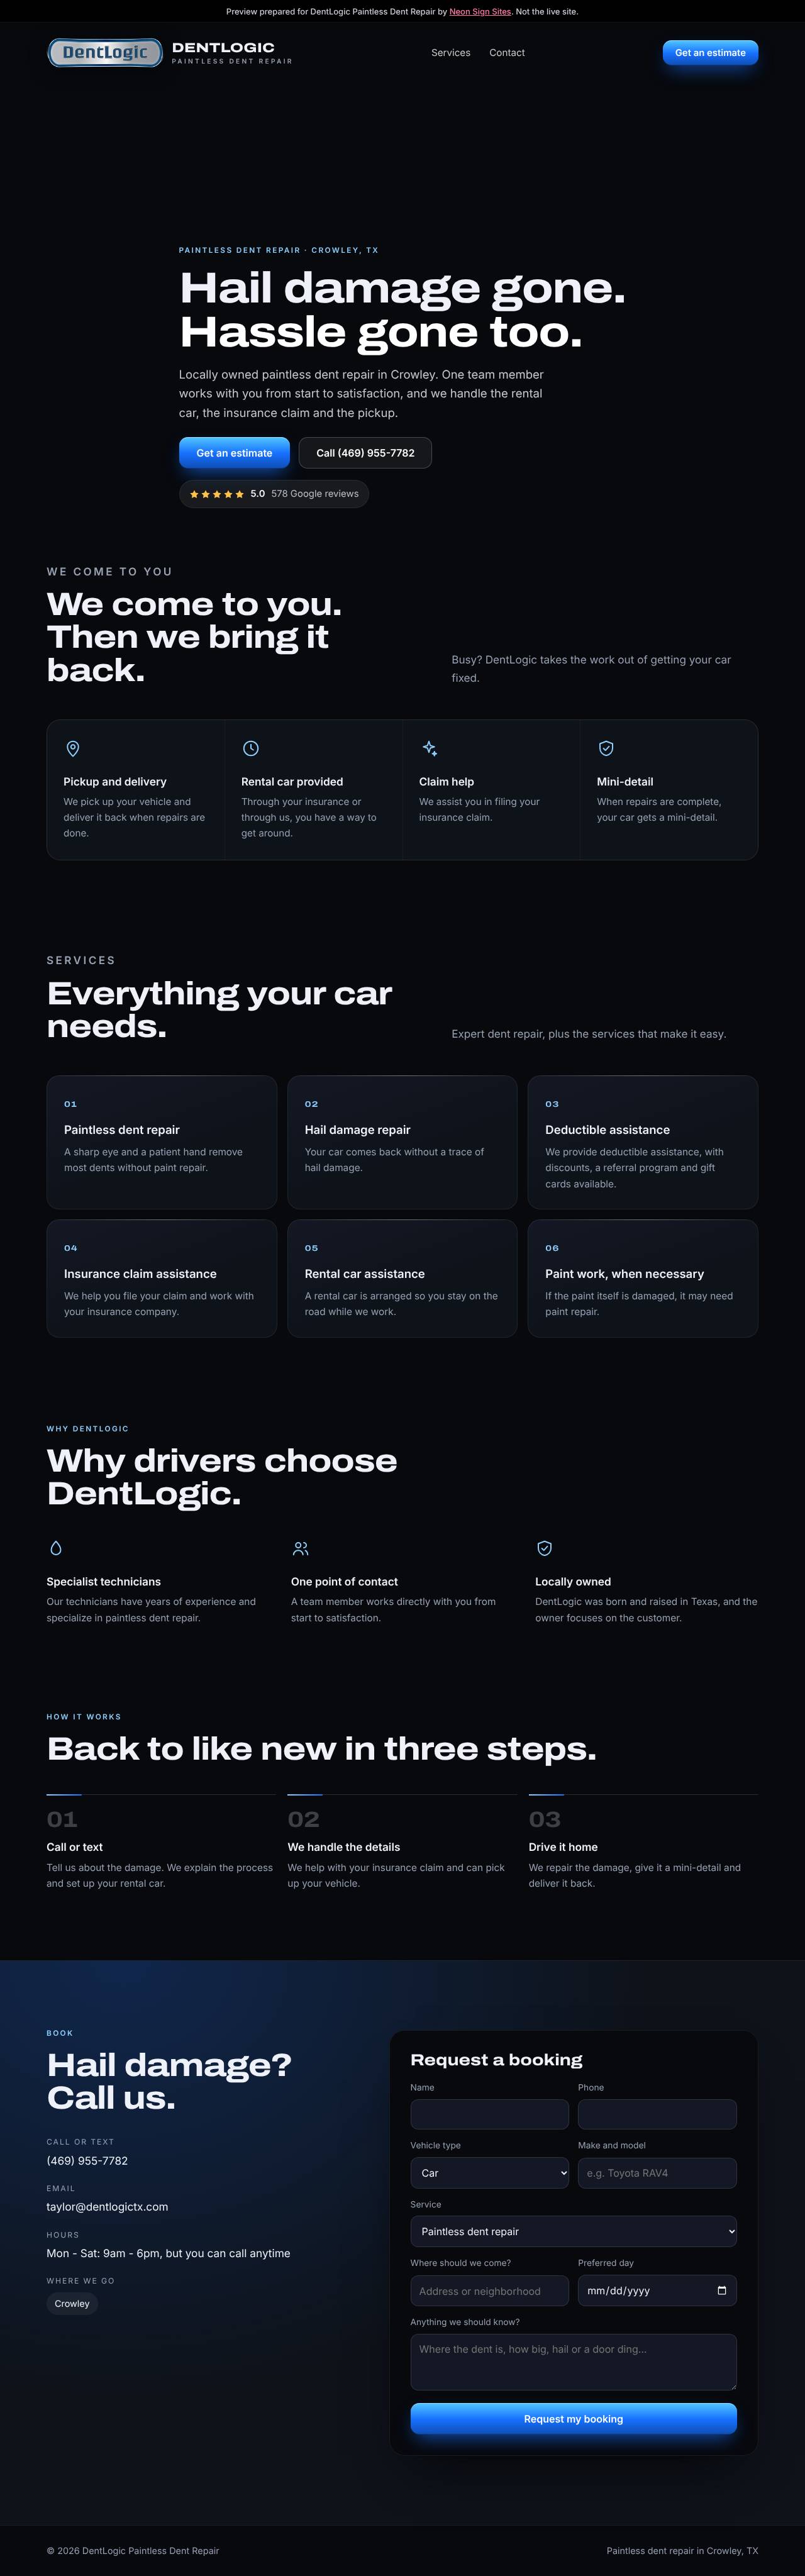 Preview prepared for DentLogic Paintless Dent Repair by Neon Sign Sites. Not the live site.
DentLogic
DENTLOGIC
PAINTLESS DENT REPAIR
Services
Contact
Get an estimate
PAINTLESS DENT REPAIR · CROWLEY, TX
Hail damage gone.
Hassle gone too.
Locally owned paintless dent repair in Crowley. One team member
works with you from start to satisfaction, and we handle the rental
car, the insurance claim and the pickup.
Get an estimate
Call (469) 955-7782
★★★★★ 5.0 578 Google reviews
WE COME TO YOU
We come to you.
Then we bring it
back.
Busy? DentLogic takes the work out of getting your car
fixed.
Pickup and delivery
We pick up your vehicle and
deliver it back when repairs are
done.
Rental car provided
Through your insurance or
through us, you have a way to
get around.
Claim help
We assist you in filing your
insurance claim.
Mini-detail
When repairs are complete,
your car gets a mini-detail.
SERVICES
Everything your car
needs.
Expert dent repair, plus the services that make it easy.
01
Paintless dent repair
A sharp eye and a patient hand remove
most dents without paint repair.
02
Hail damage repair
Your car comes back without a trace of
hail damage.
03
Deductible assistance
We provide deductible assistance, with
discounts, a referral program and gift
cards available.
04
Insurance claim assistance
We help you file your claim and work with
your insurance company.
05
Rental car assistance
A rental car is arranged so you stay on the
road while we work.
06
Paint work, when necessary
If the paint itself is damaged, it may need
paint repair.
WHY DENTLOGIC
Why drivers choose
DentLogic.
Specialist technicians
Our technicians have years of experience and
specialize in paintless dent repair.
One point of contact
A team member works directly with you from
start to satisfaction.
Locally owned
DentLogic was born and raised in Texas, and the
owner focuses on the customer.
HOW IT WORKS
Back to like new in three steps.
01
Call or text
Tell us about the damage. We explain the process
and set up your rental car.
02
We handle the details
We help with your insurance claim and can pick
up your vehicle.
03
Drive it home
We repair the damage, give it a mini-detail and
deliver it back.
BOOK
Hail damage?
Call us.
CALL OR TEXT
(469) 955-7782
EMAIL
taylor@dentlogictx.com
HOURS
Mon - Sat: 9am - 6pm, but you can call anytime
WHERE WE GO
Crowley
Request a booking
Name
Phone
Vehicle type
Make and model
Car
e.g. Toyota RAV4
Service
Paintless dent repair
Where should we come?
Preferred day
Address or neighborhood
mm/dd/yyyy
Anything we should know?
Where the dent is, how big, hail or a door ding...
Request my booking
© 2026 DentLogic Paintless Dent Repair
Paintless dent repair in Crowley, TX